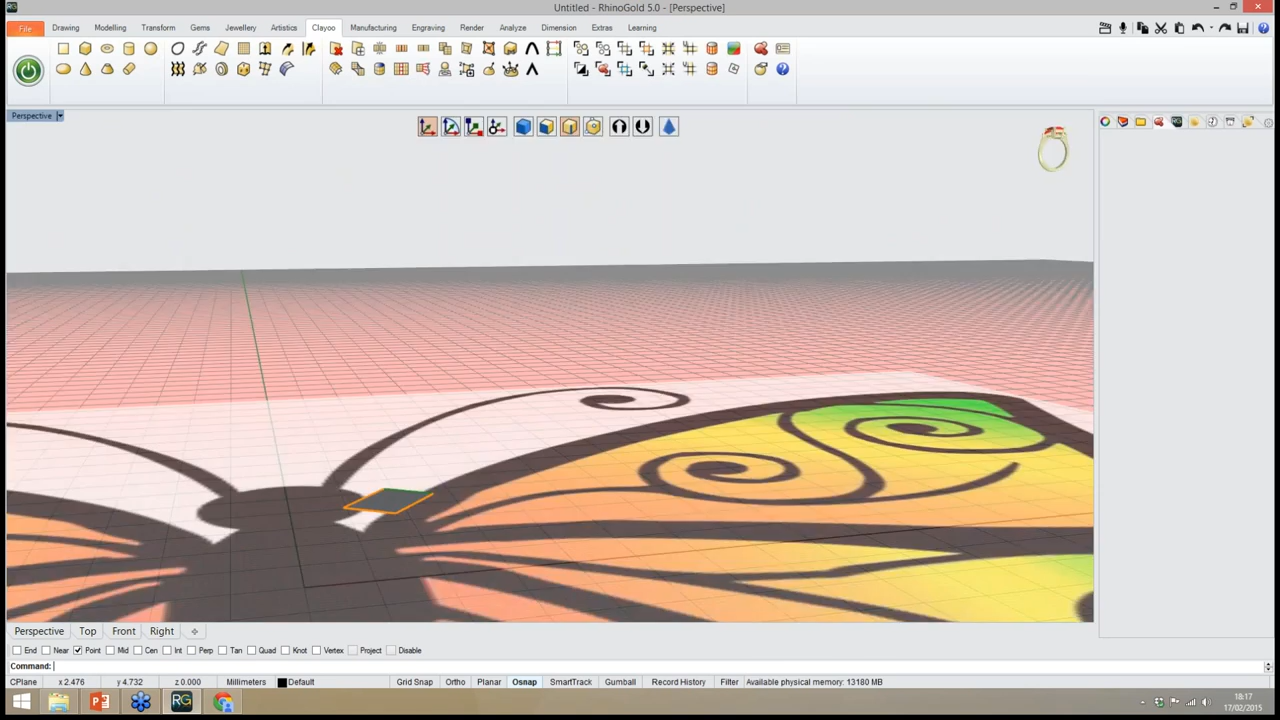 RG
Untitled - RhinoGold 5.0 - [Perspective]
File Drawing Modelling Transform Gems Jewellery Artistics Clayoo Manufacturing Engraving Render Analyze Dimension Extras Learning
Perspective
Perspective Top Front Right
End Near Point Mid Cen Int Perp Tan Quad Knot Vertex Project Disable
Command:
CPlane x 2.476 y 4.732 z 0.000 Millimeters Default Grid Snap Ortho Planar Osnap SmartTrack Gumball Record History Filter Available physical memory: 13180 MB
RG
18:17
17/02/2015